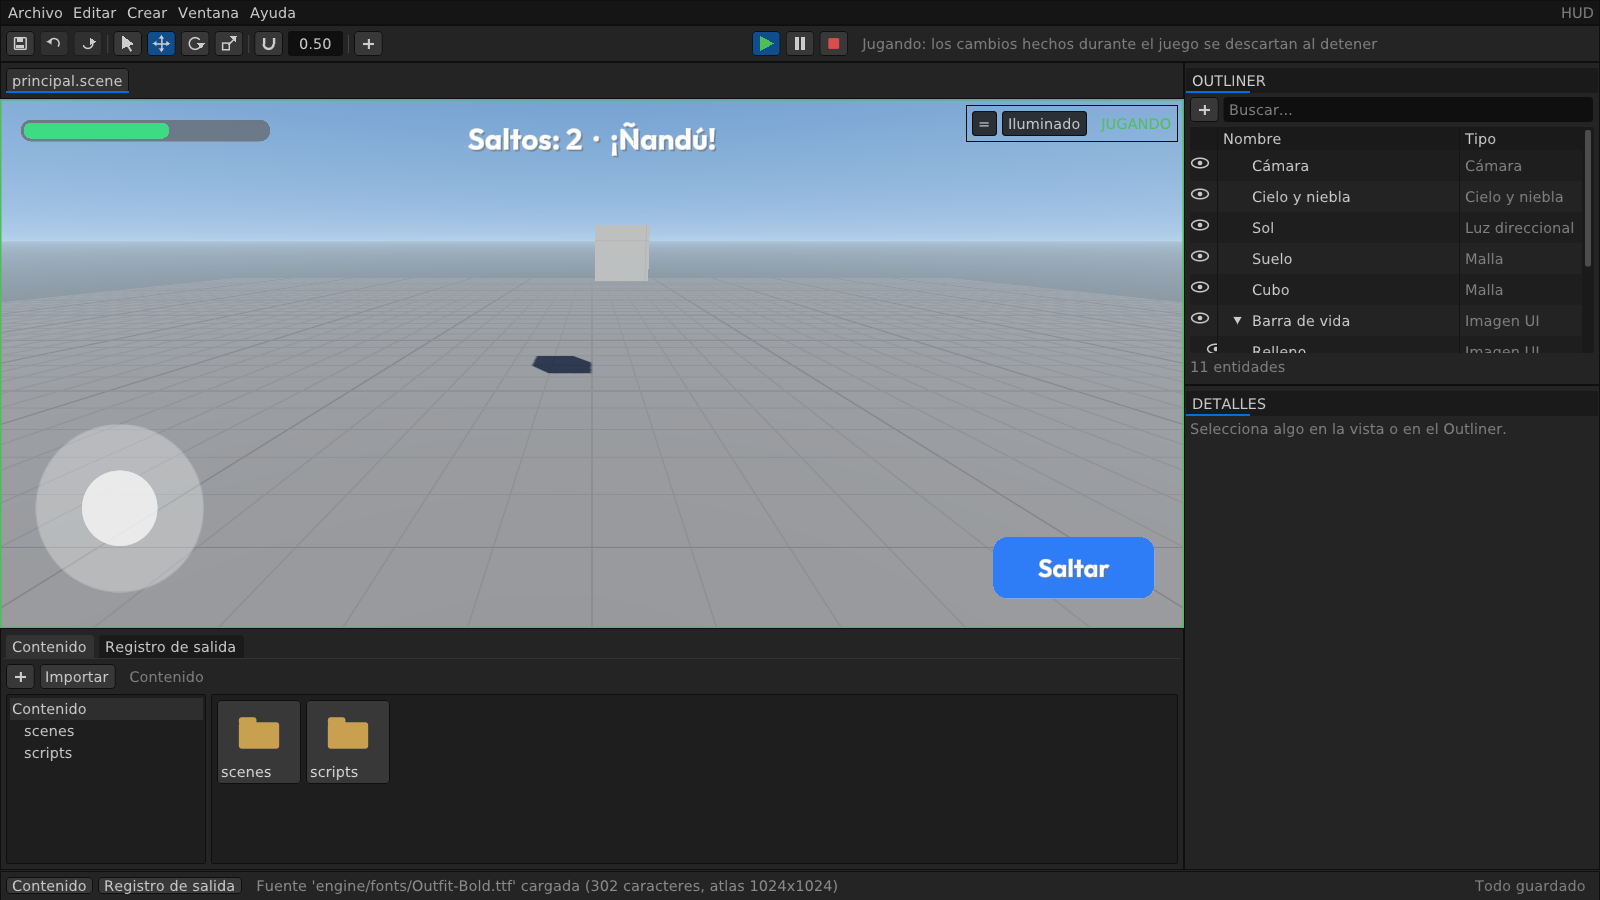 Archivo Editar Crear Ventana Ayuda HUD
0.50 Jugando: los cambios hechos durante el juego se descartan al detener
principal.scene
Saltos: 2 · ¡Ñandú!
= Iluminado JUGANDO
Saltar
OUTLINER
+ Buscar...
Nombre Tipo
Cámara Cámara
Cielo y niebla Cielo y niebla
Sol Luz direccional
Suelo Malla
Cubo Malla
Barra de vida Imagen UI
Relleno Imagen UI
11 entidades
DETALLES
Selecciona algo en la vista o en el Outliner.
Contenido Registro de salida
+ Importar Contenido
Contenido
scenes
scripts
scenes scripts
Contenido Registro de salida Fuente 'engine/fonts/Outfit-Bold.ttf' cargada (302 caracteres, atlas 1024x1024) Todo guardado